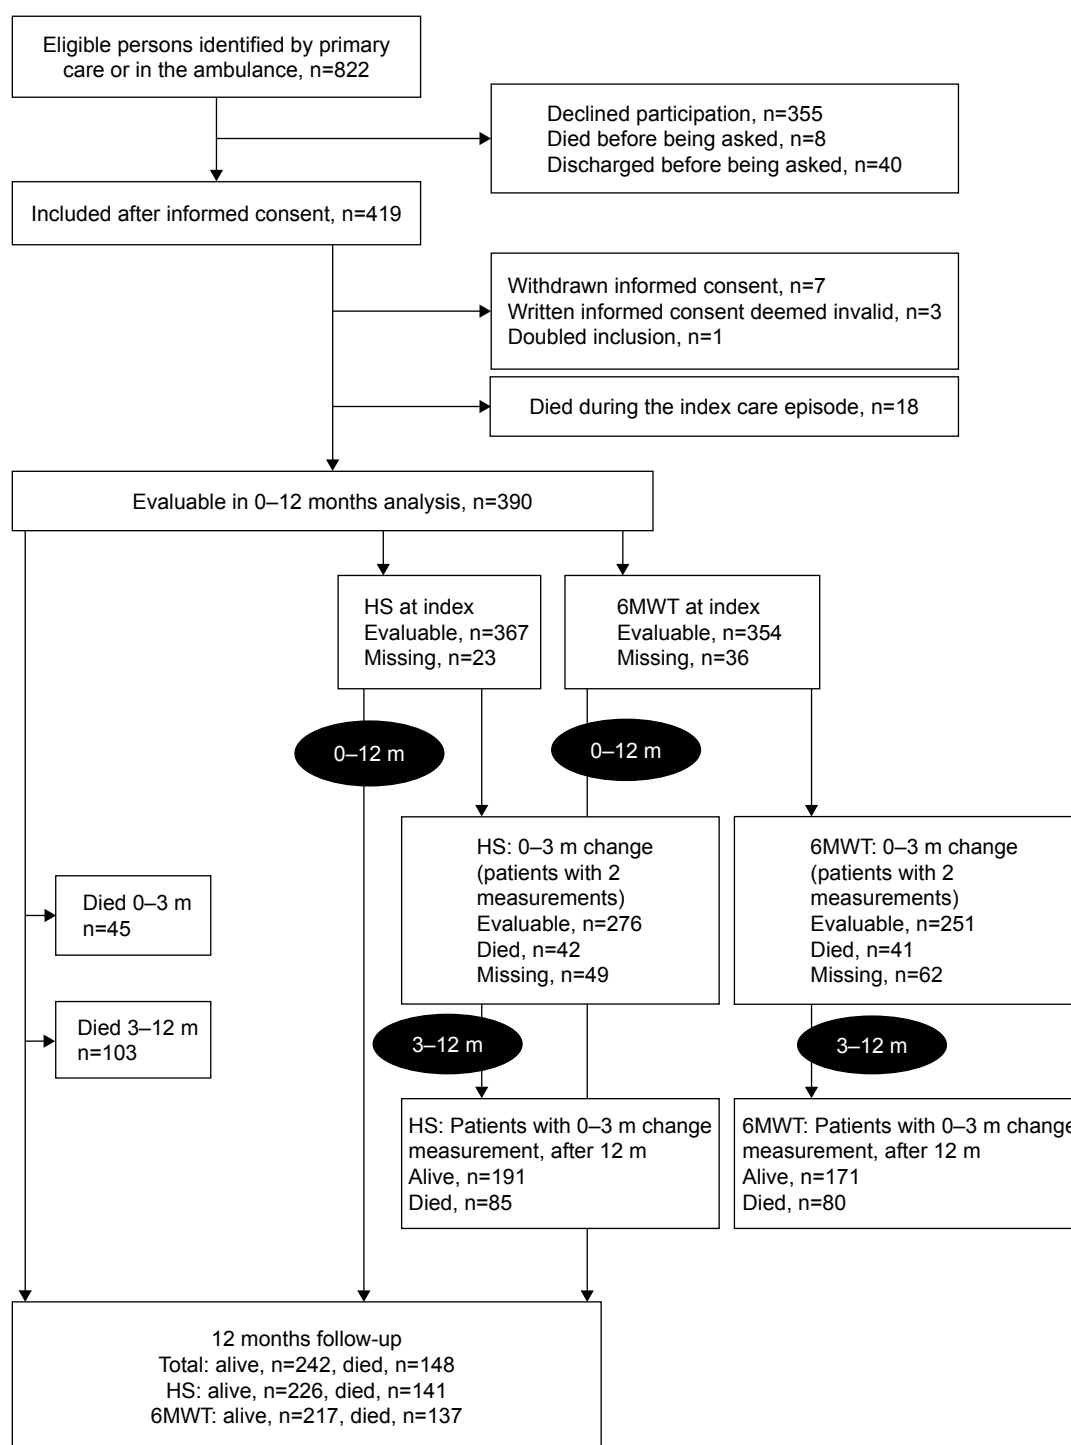 Eligible persons identified by primary
care or in the ambulance, n=822
Declined participation, n=355
Died before being asked, n=8
Discharged before being asked, n=40
Included after informed consent, n=419
Withdrawn informed consent, n=7
Written informed consent deemed invalid, n=3
Doubled inclusion, n=1
Died during the index care episode, n=18
Evaluable in 0–12 months analysis, n=390
HS at index
Evaluable, n=367
Missing, n=23
6MWT at index
Evaluable, n=354
Missing, n=36
0–12 m
0–12 m
HS: 0–3 m change
(patients with 2
measurements)
Evaluable, n=276
Died, n=42
Missing, n=49
6MWT: 0–3 m change
(patients with 2
measurements)
Evaluable, n=251
Died, n=41
Missing, n=62
Died 0–3 m
n=45
Died 3–12 m
n=103
3–12 m
3–12 m
HS: Patients with 0–3 m change
measurement, after 12 m
Alive, n=191
Died, n=85
6MWT: Patients with 0–3 m change
measurement, after 12 m
Alive, n=171
Died, n=80
12 months follow-up
Total: alive, n=242, died, n=148
HS: alive, n=226, died, n=141
6MWT: alive, n=217, died, n=137